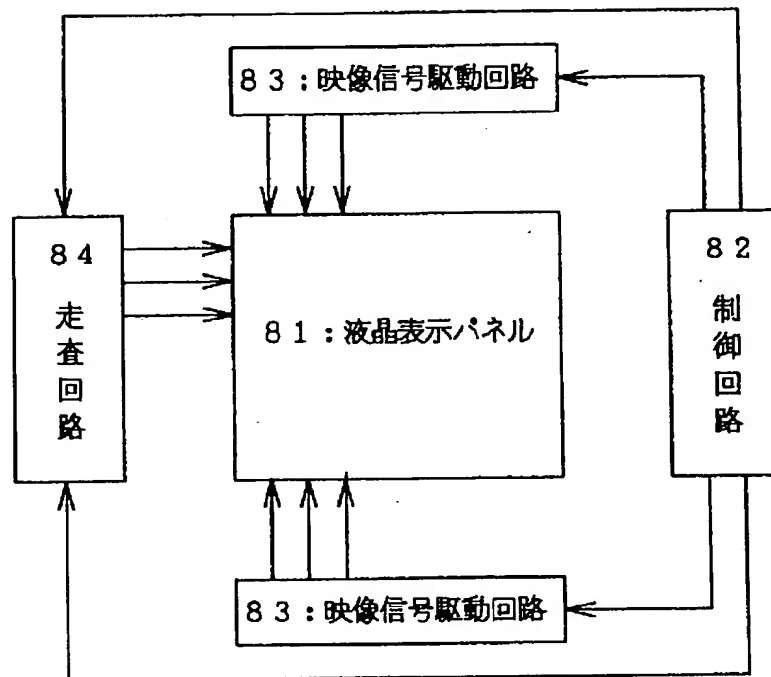 ８３：映像信号駆動回路
８４
走査回路
８１：液晶表示パネル
８２
制御回路
８３：映像信号駆動回路